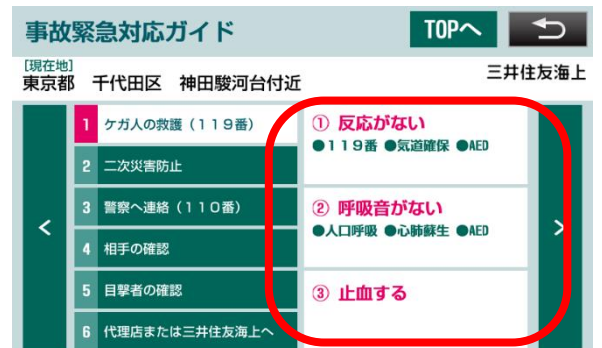 事故緊急対応ガイド
TOPへ
[現在地]
東京都 千代田区 神田駿河台付近
三井住友海上
1 ケガ人の救護（119番）
2 二次災害防止
3 警察へ連絡（110番）
4 相手の確認
5 目撃者の確認
6 代理店または三井住友海上へ
① 反応がない
●119番 ●気道確保 ●AED
② 呼吸音がない
●人口呼吸 ●心肺蘇生 ●AED
③ 止血する